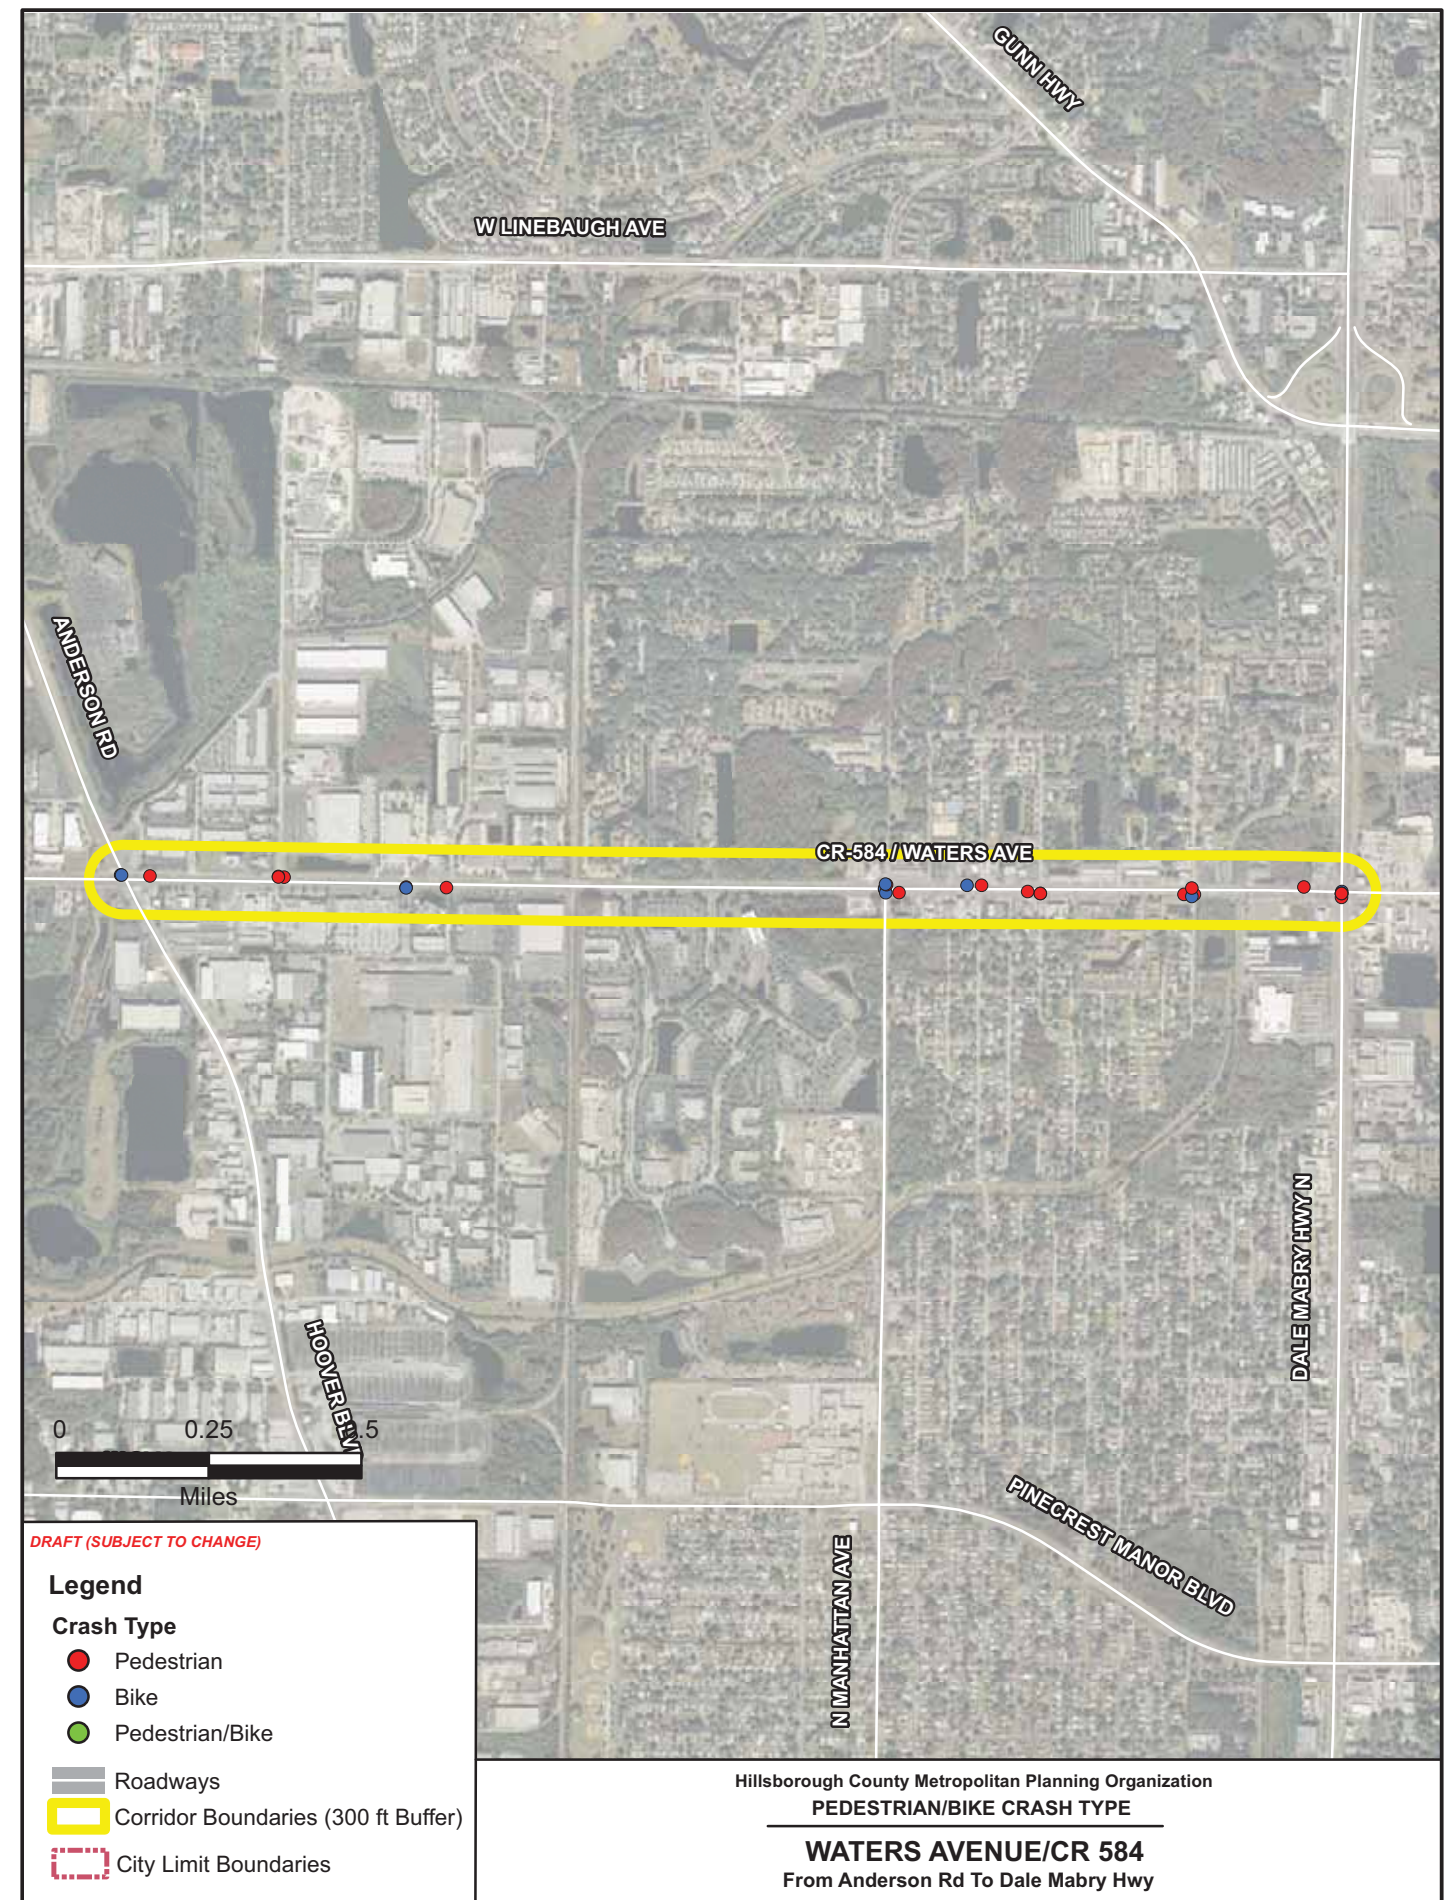 GUNN HWY
W LINEBAUGH AVE
ANDERSON RD
CR-584 / WATERS AVE
DALE MABRY HWY N
HOOVER BLV
0 0.25 0.5
Miles
PINECREST MANOR BLVD
N MANHATTAN AVE
DRAFT (SUBJECT TO CHANGE)
Legend
Crash Type
Pedestrian
Bike
Pedestrian/Bike
Roadways
Corridor Boundaries (300 ft Buffer)
City Limit Boundaries
Hillsborough County Metropolitan Planning Organization
PEDESTRIAN/BIKE CRASH TYPE
WATERS AVENUE/CR 584
From Anderson Rd To Dale Mabry Hwy